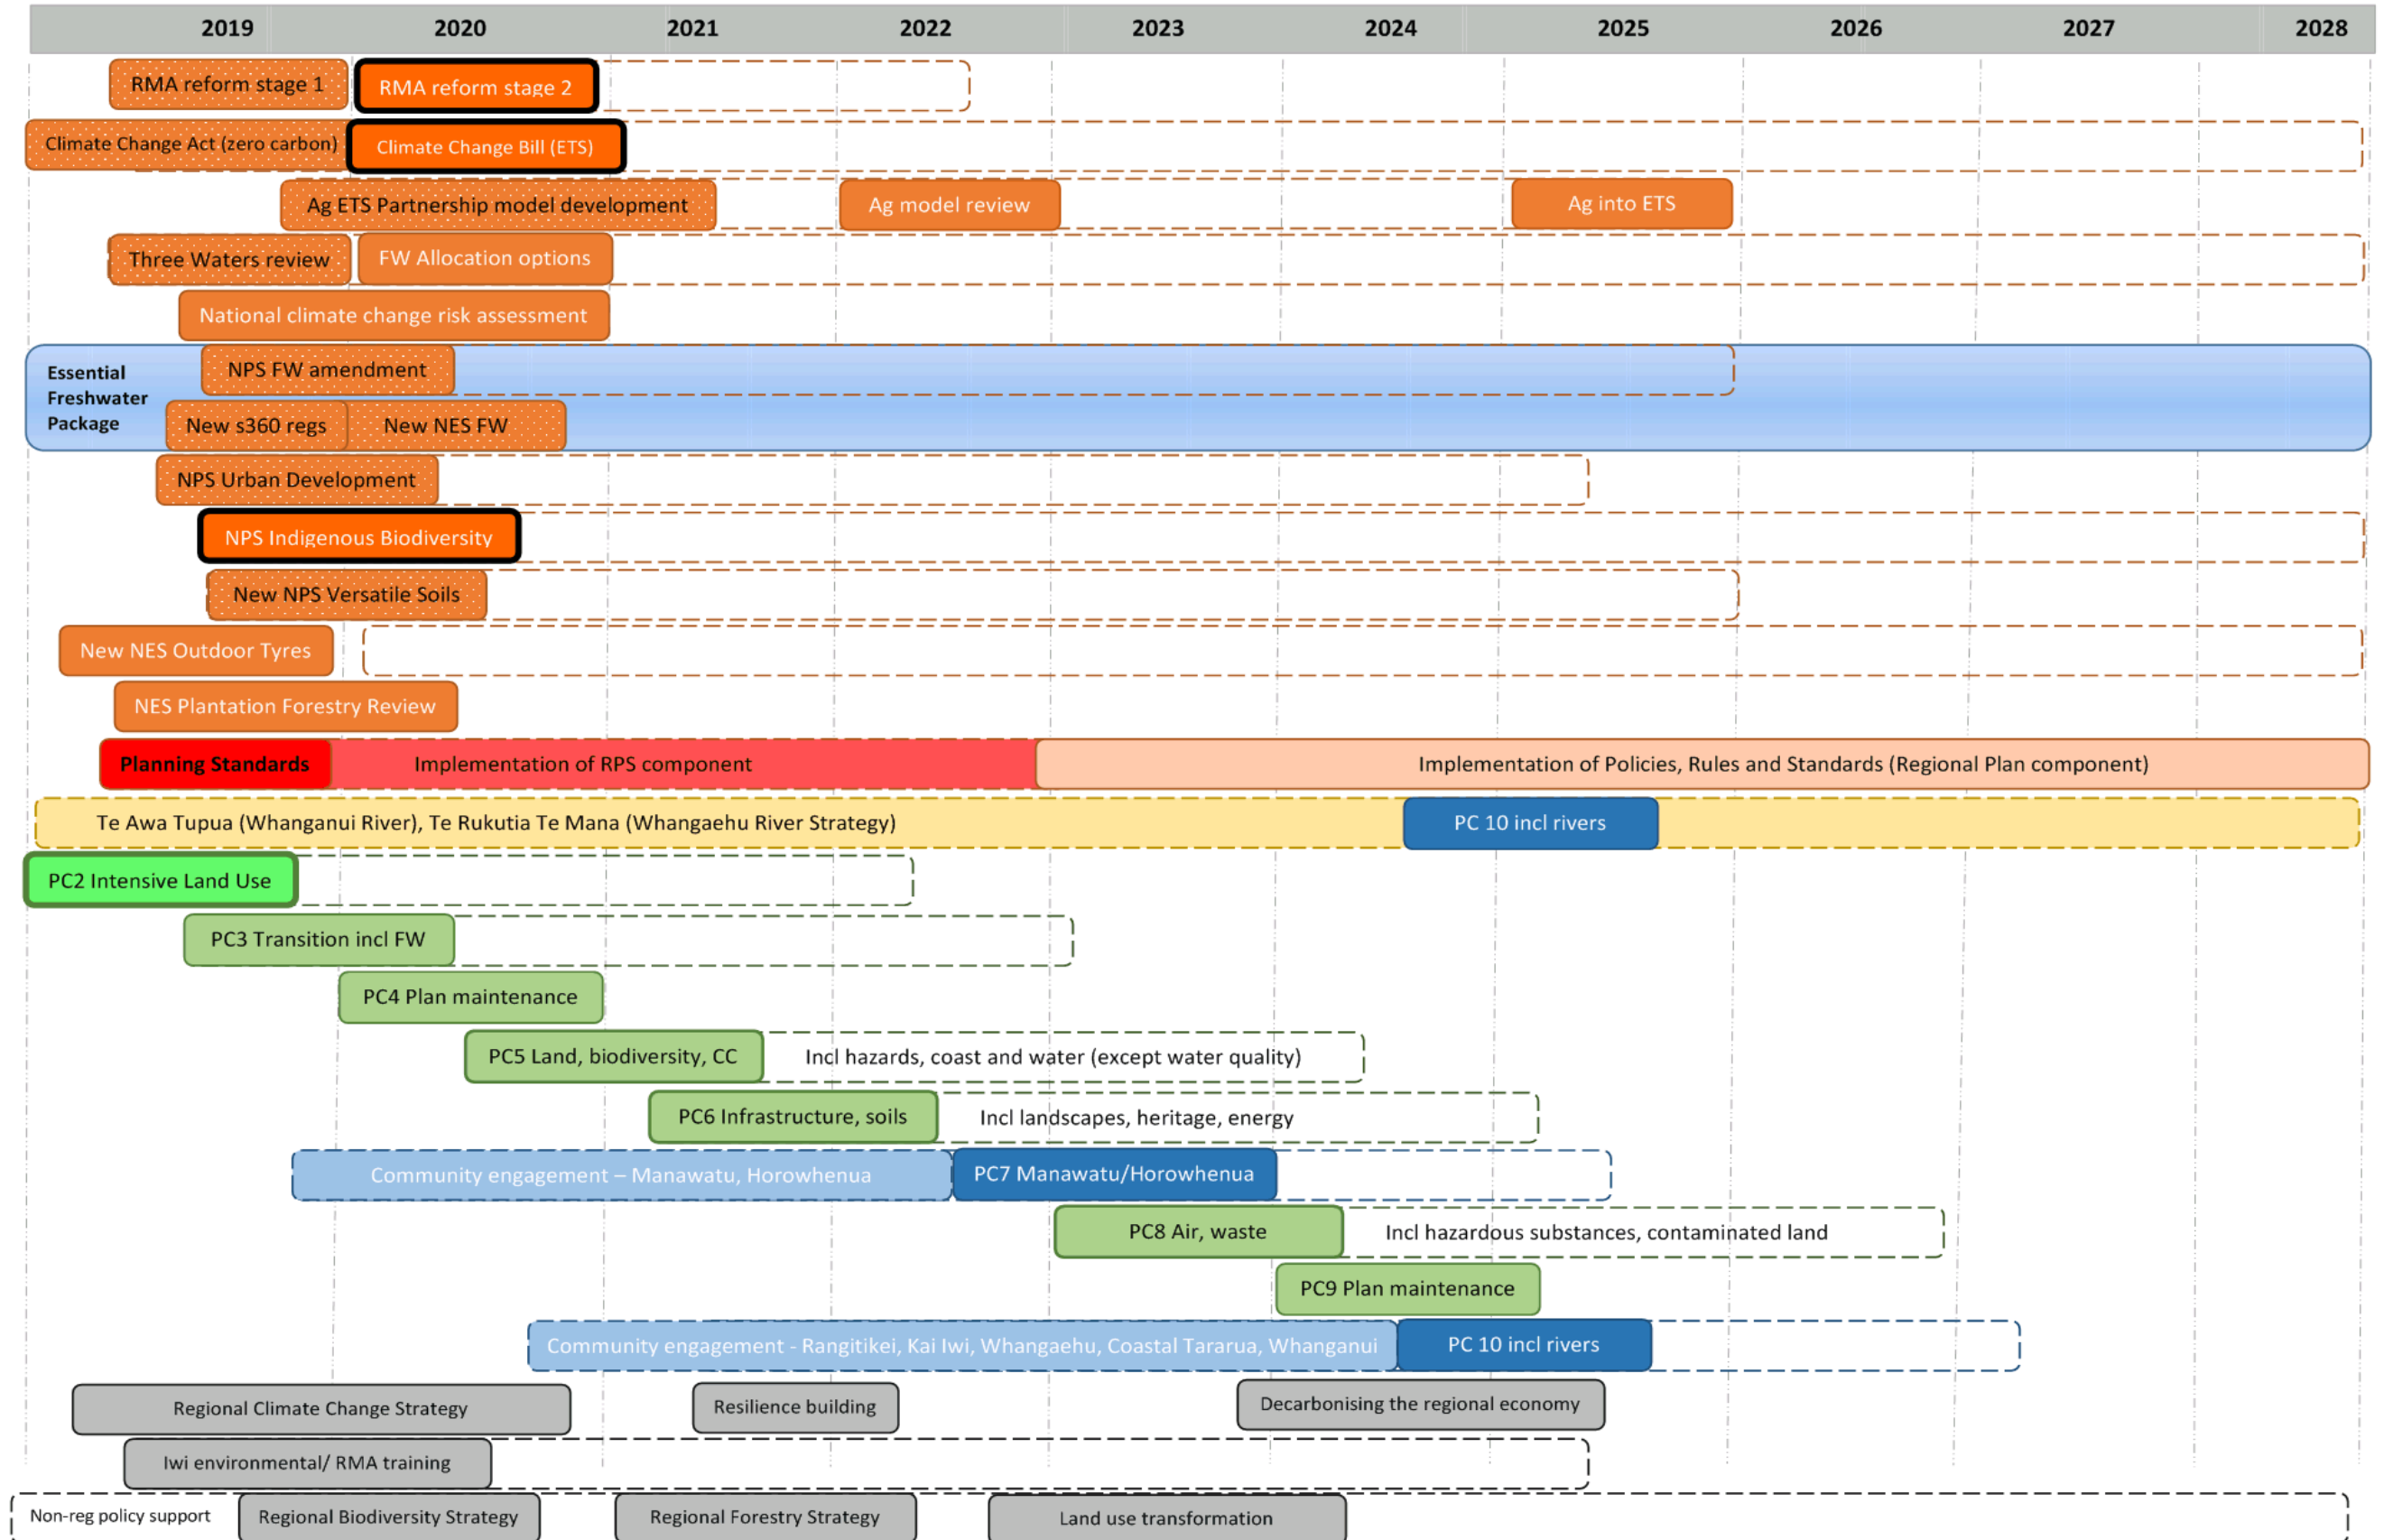 2019 2020 2021 2022 2023 2024 2025 2026 2027 2028
RMA reform stage 1 RMA reform stage 2
Climate Change Act (zero carbon) Climate Change Bill (ETS)
Ag ETS Partnership model development Ag model review Ag into ETS
Three Waters review FW Allocation options
National climate change risk assessment
Essential
Freshwater
Package
NPS FW amendment
New s360 regs New NES FW
NPS Urban Development
NPS Indigenous Biodiversity
New NPS Versatile Soils
New NES Outdoor Tyres
NES Plantation Forestry Review
Planning Standards Implementation of RPS component Implementation of Policies, Rules and Standards (Regional Plan component)
Te Awa Tupua (Whanganui River), Te Rukutia Te Mana (Whangaehu River Strategy) PC 10 incl rivers
PC2 Intensive Land Use
PC3 Transition incl FW
PC4 Plan maintenance
PC5 Land, biodiversity, CC Incl hazards, coast and water (except water quality)
PC6 Infrastructure, soils Incl landscapes, heritage, energy
Community engagement – Manawatu, Horowhenua PC7 Manawatu/Horowhenua
PC8 Air, waste Incl hazardous substances, contaminated land
PC9 Plan maintenance
Community engagement - Rangitikei, Kai Iwi, Whangaehu, Coastal Tararua, Whanganui PC 10 incl rivers
Regional Climate Change Strategy Resilience building Decarbonising the regional economy
Iwi environmental/ RMA training
Non-reg policy support Regional Biodiversity Strategy Regional Forestry Strategy Land use transformation